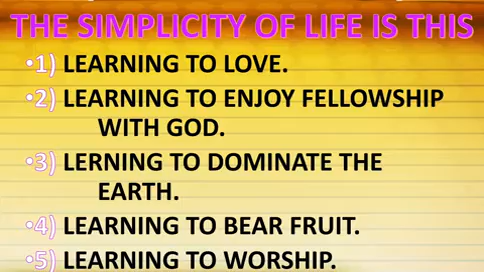 THE SIMPLICITY OF LIFE IS THIS
•1) LEARNING TO LOVE.
•2) LEARNING TO ENJOY FELLOWSHIP
WITH GOD.
•3) LERNING TO DOMINATE THE
EARTH.
•4) LEARNING TO BEAR FRUIT.
•5) LEARNING TO WORSHIP.